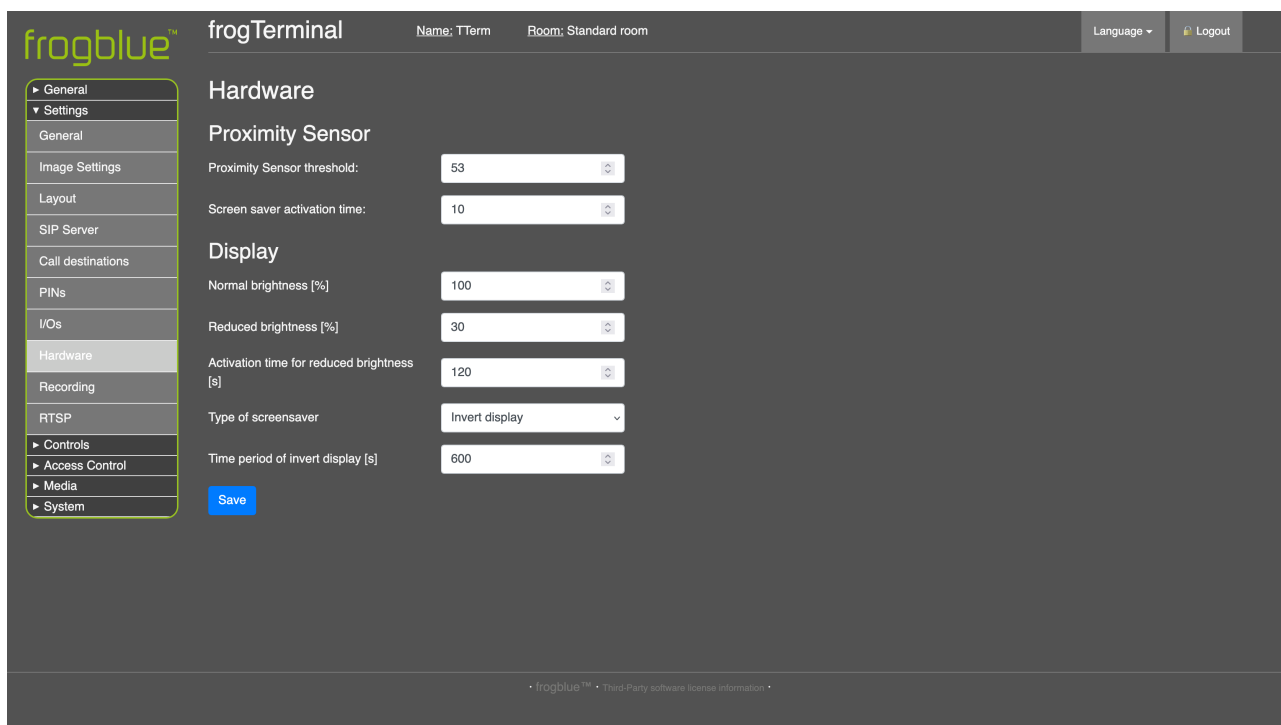 frogblue™
frogTerminal
Name: TTerm
Room: Standard room
Language
Logout
General
Settings
General
Image Settings
Layout
SIP Server
Call destinations
PINs
I/Os
Hardware
Recording
RTSP
Controls
Access Control
Media
System
Hardware
Proximity Sensor
Proximity Sensor threshold:
53
Screen saver activation time:
10
Display
Normal brightness [%]
100
Reduced brightness [%]
30
Activation time for reduced brightness
[s]
120
Type of screensaver
Invert display
Time period of invert display [s]
600
Save
• frogblue™ • Third-Party software license information •